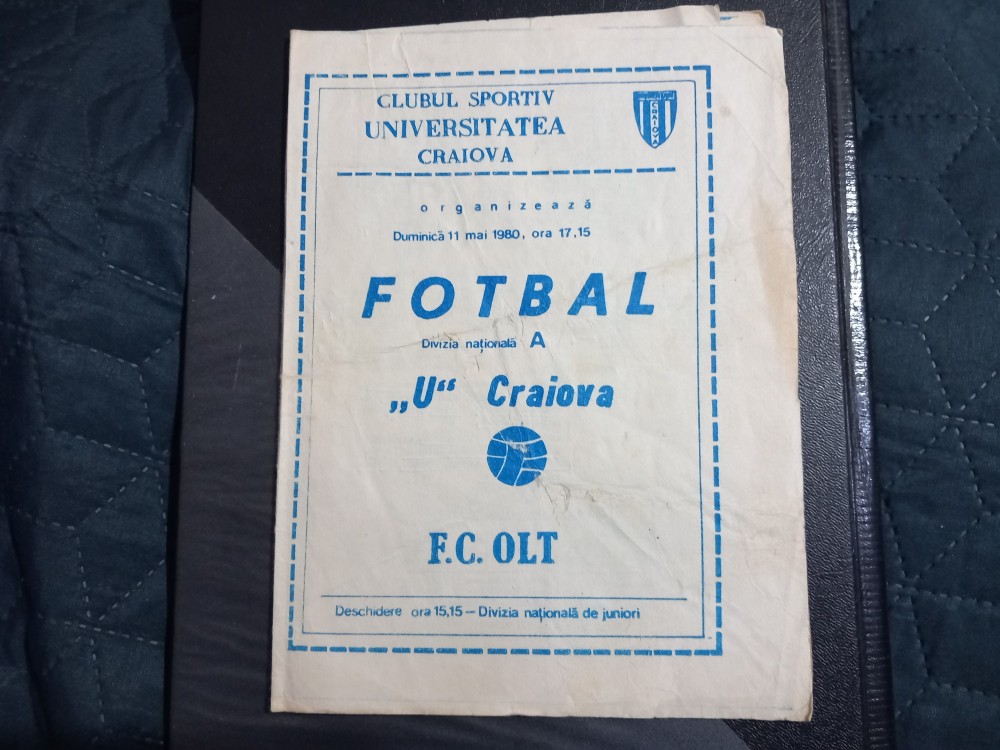 CLUBUL SPORTIV
UNIVERSITATEA
CRAIOVA
CRAIOVA
organizează
Duminică 11 mai 1980, ora 17,15
FOTBAL
Divizia națională A
„U“ Craiova
F.C. OLT
Deschidere ora 15,15 — Divizia națională de juniori